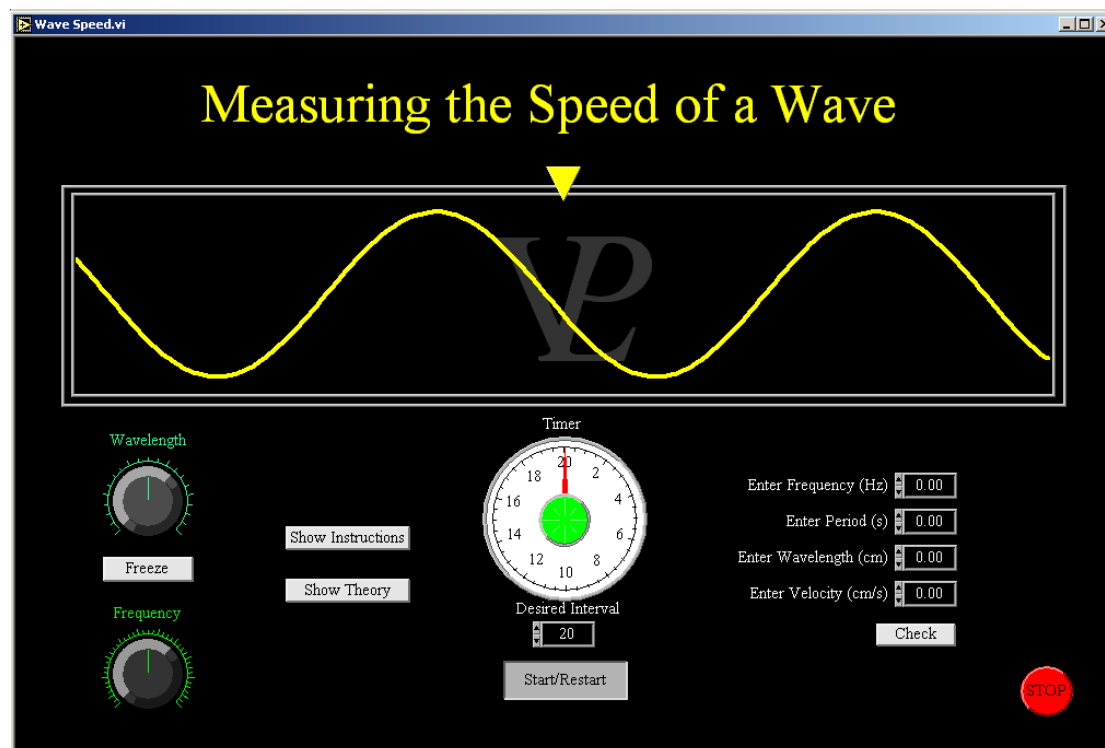 Wave Speed.vi
Measuring the Speed of a Wave
VPL
Timer
Wavelength
20
18 2
16 4
14 6
12 8
10
Enter Frequency (Hz) 0.00
Enter Period (s) 0.00
Enter Wavelength (cm) 0.00
Enter Velocity (cm/s) 0.00
Show Instructions
Freeze
Show Theory
Desired Interval
Frequency
20
Check
Start/Restart
STOP